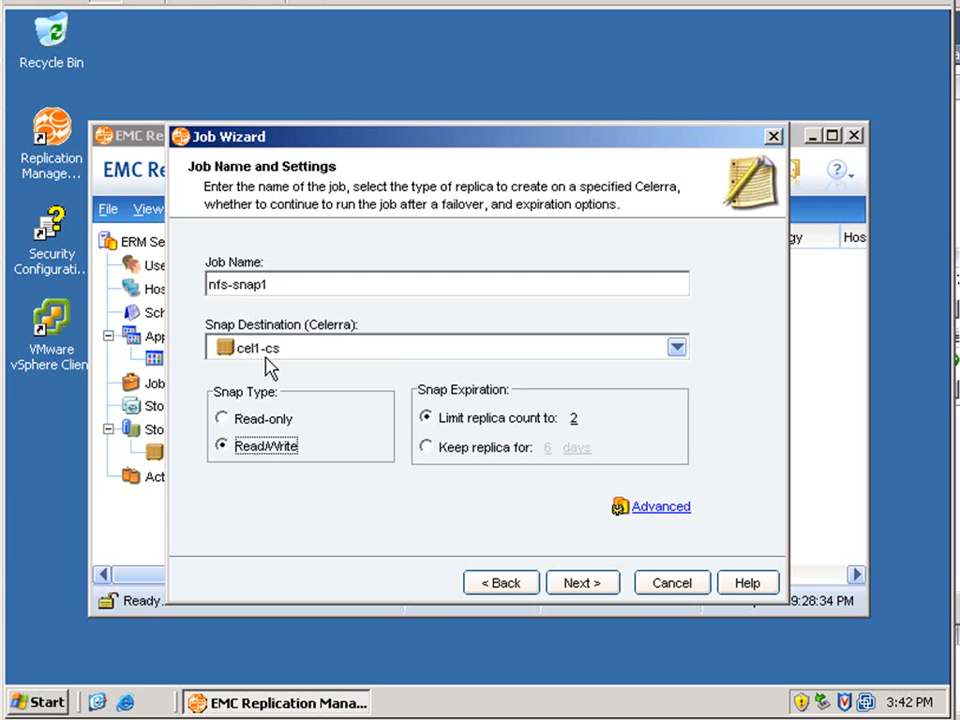 Recycle Bin
Replication
Manage...
Security
Configurati...
VMware
vSphere Client
EMC Re
EMC Re
File View
ERM Se
Use
Hos
Sch
App
Job
Sto
Sto
Act
gy Hos
Ready. 9:28:34 PM
Job Wizard
Job Name and Settings
Enter the name of the job, select the type of replica to create on a specified Celerra,
whether to continue to run the job after a failover, and expiration options.
Job Name:
nfs-snap1
Snap Destination (Celerra):
cel1-cs
Snap Type:
Read-only
Read/Write
Snap Expiration:
Limit replica count to: 2
Keep replica for: 6 days
Advanced
< Back Next > Cancel Help
Start EMC Replication Mana... 3:42 PM